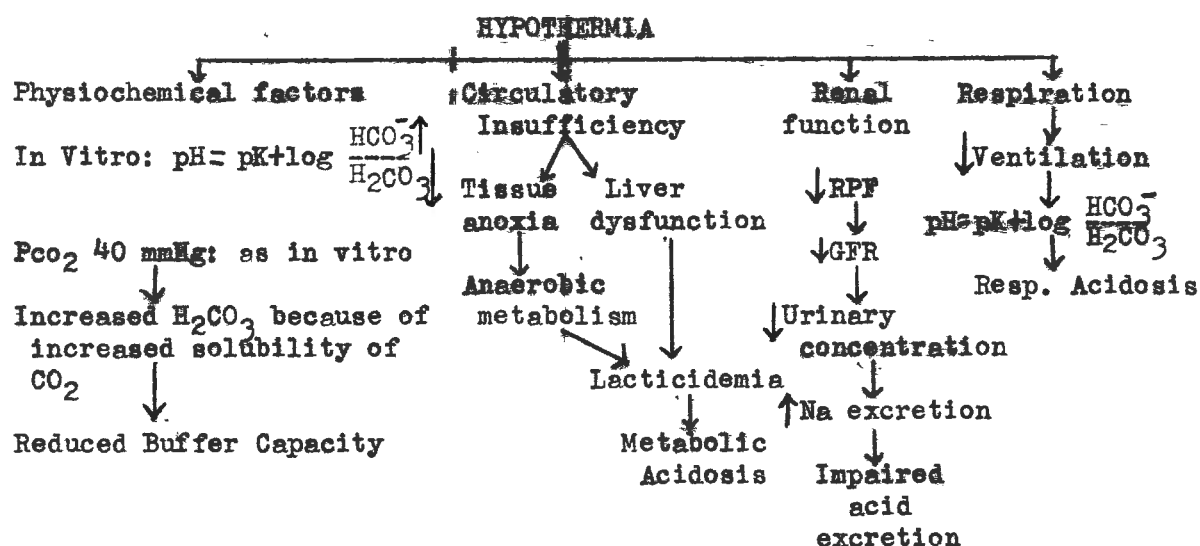 HYPOTHERMIA
Physiochemical factors
In Vitro: pH= pK+log HCO3-↑ / H2CO3↓
Pco2 40 mmHg: as in vitro
Increased H2CO3 because of
increased solubility of
CO2
Reduced Buffer Capacity
Circulatory
Insufficiency
Tissue
anoxia
Liver
dysfunction
Anaerobic
metabolism
Lacticidemia
Metabolic
Acidosis
Renal
function
↓RPF
↓GFR
↓Urinary
concentration
↑Na excretion
Impaired
acid
excretion
Respiration
↓Ventilation
pH=pK+log HCO3- / H2CO3
Resp. Acidosis